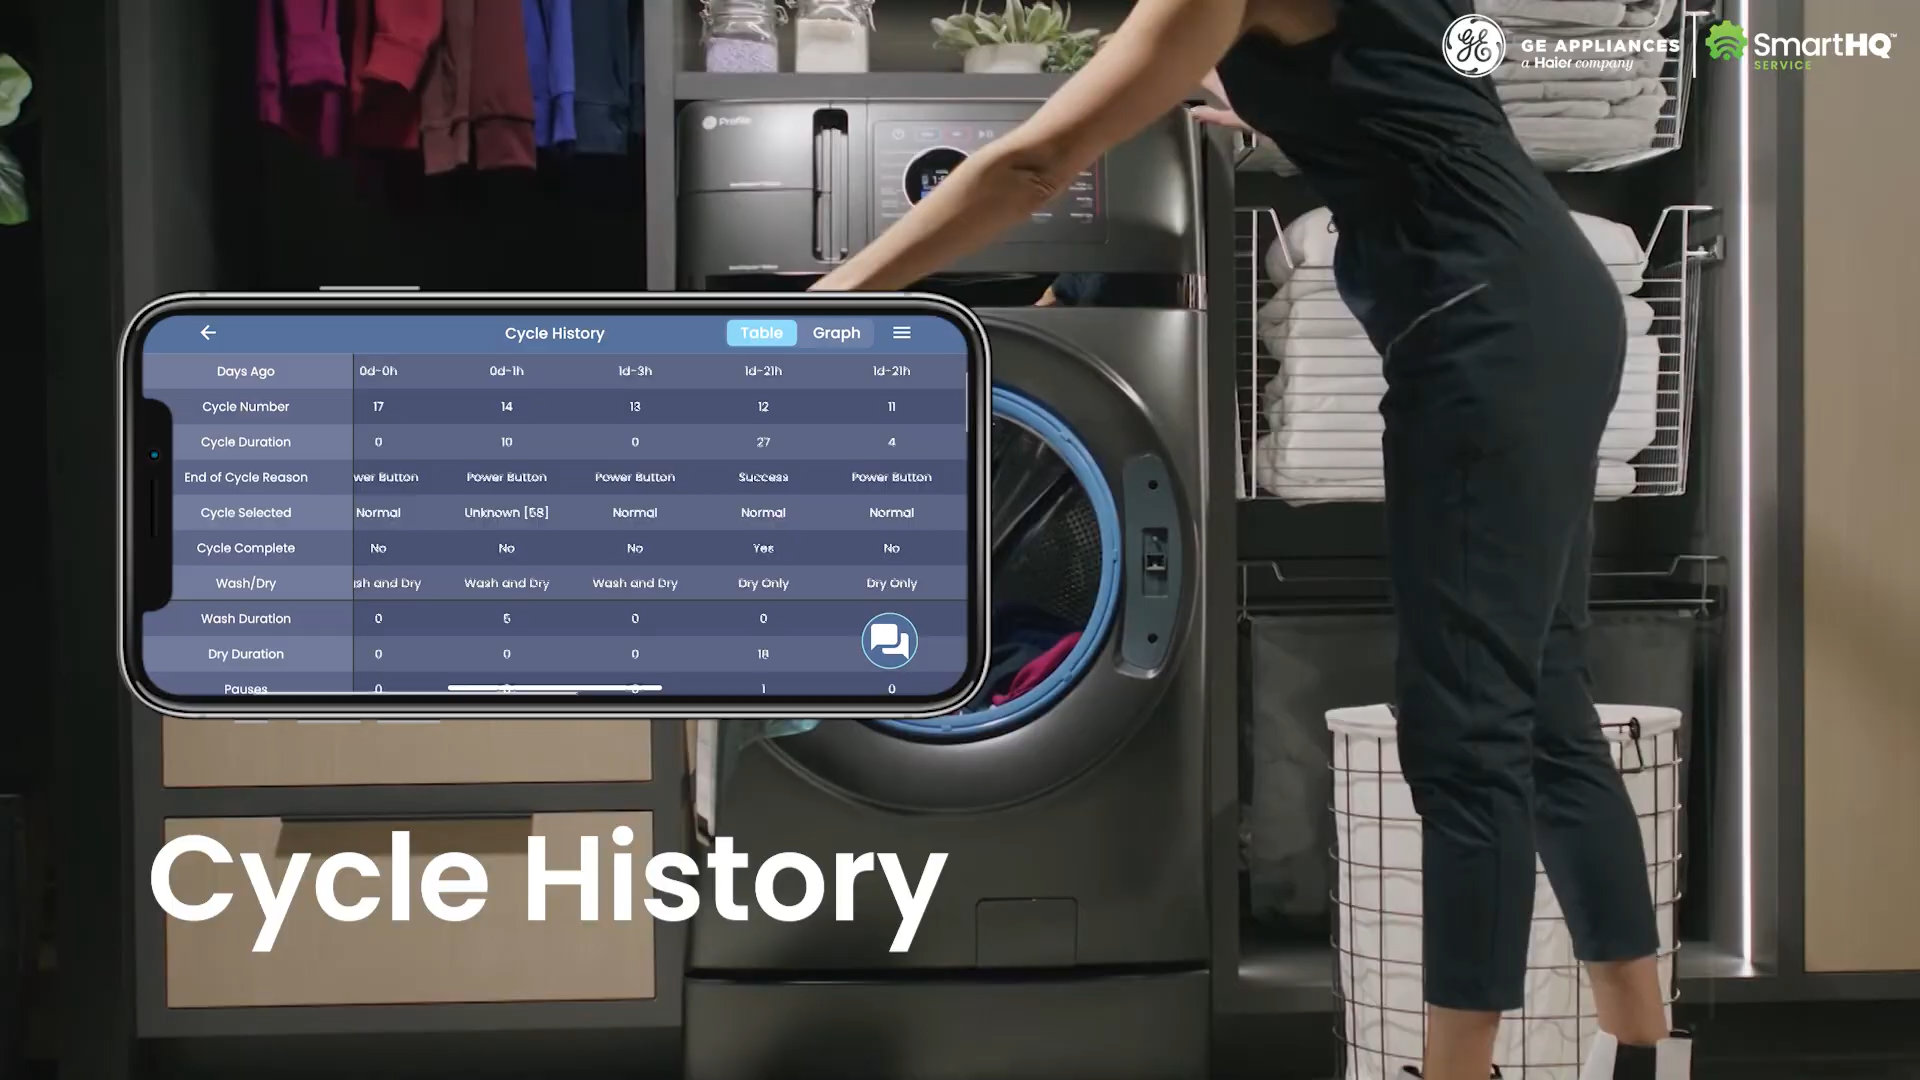 GE APPLIANCES
a Haier company
SmartHQ™
SERVICE
Profile
Cycle History
Table
Graph
Days Ago 0d-0h 0d-1h 1d-3h 1d-21h 1d-21h
Cycle Number 17 14 13 12 11
Cycle Duration 0 10 0 27 4
End of Cycle Reason wer Button Power Button Power Button Success Power Button
Cycle Selected Normal Unknown [58] Normal Normal Normal
Cycle Complete No No No Yes No
Wash/Dry sh and Dry Wash and Dry Wash and Dry Dry Only Dry Only
Wash Duration 0 5 0 0
Dry Duration 0 0 0 18
Pauses 0 1 0
Cycle History